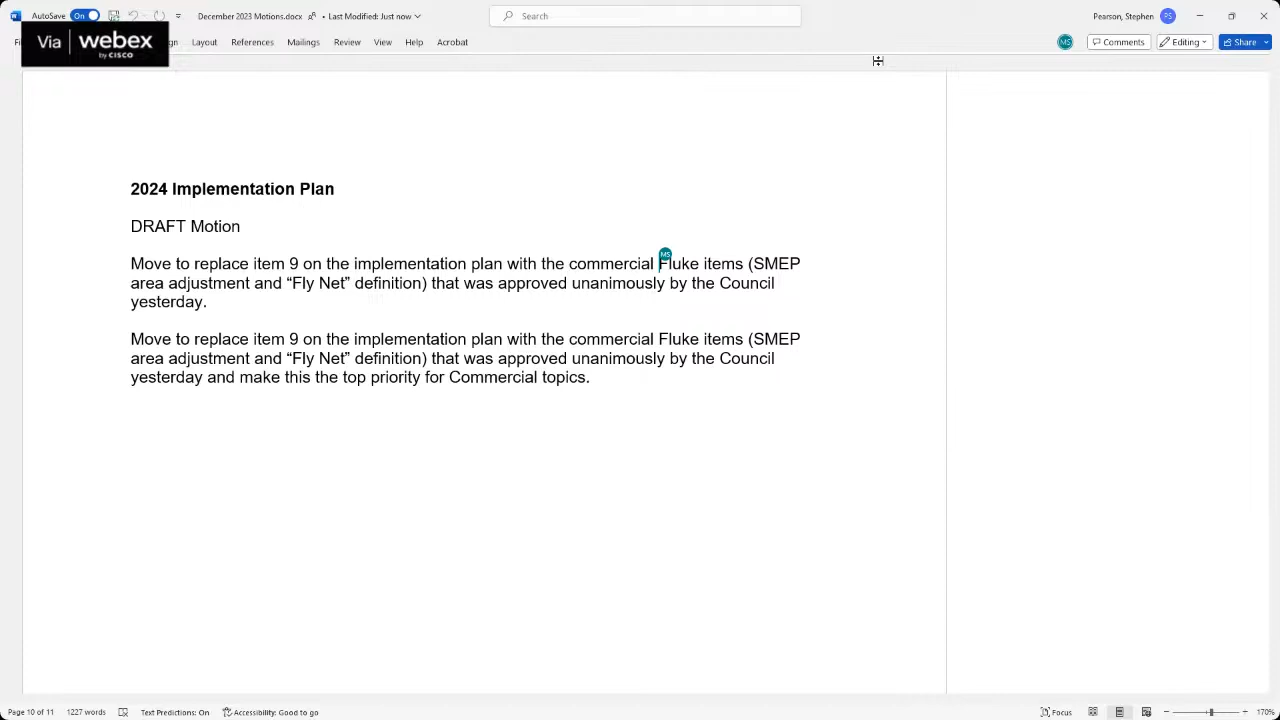 AutoSave On December 2023 Motions.docx • Last Modified: Just now Search Pearson, Stephen SP
Via webex by CISCO
Layout References Mailings Review View Help Acrobat MS Comments Editing Share
2024 Implementation Plan
DRAFT Motion
MS
Move to replace item 9 on the implementation plan with the commercial Fluke items (SMEP
area adjustment and “Fly Net” definition) that was approved unanimously by the Council
yesterday.
Move to replace item 9 on the implementation plan with the commercial Fluke items (SMEP
area adjustment and “Fly Net” definition) that was approved unanimously by the Council
yesterday and make this the top priority for Commercial topics.
Page 10 of 11 1227 words Text Predictions: On Accessibility: Good to go Focus 170%